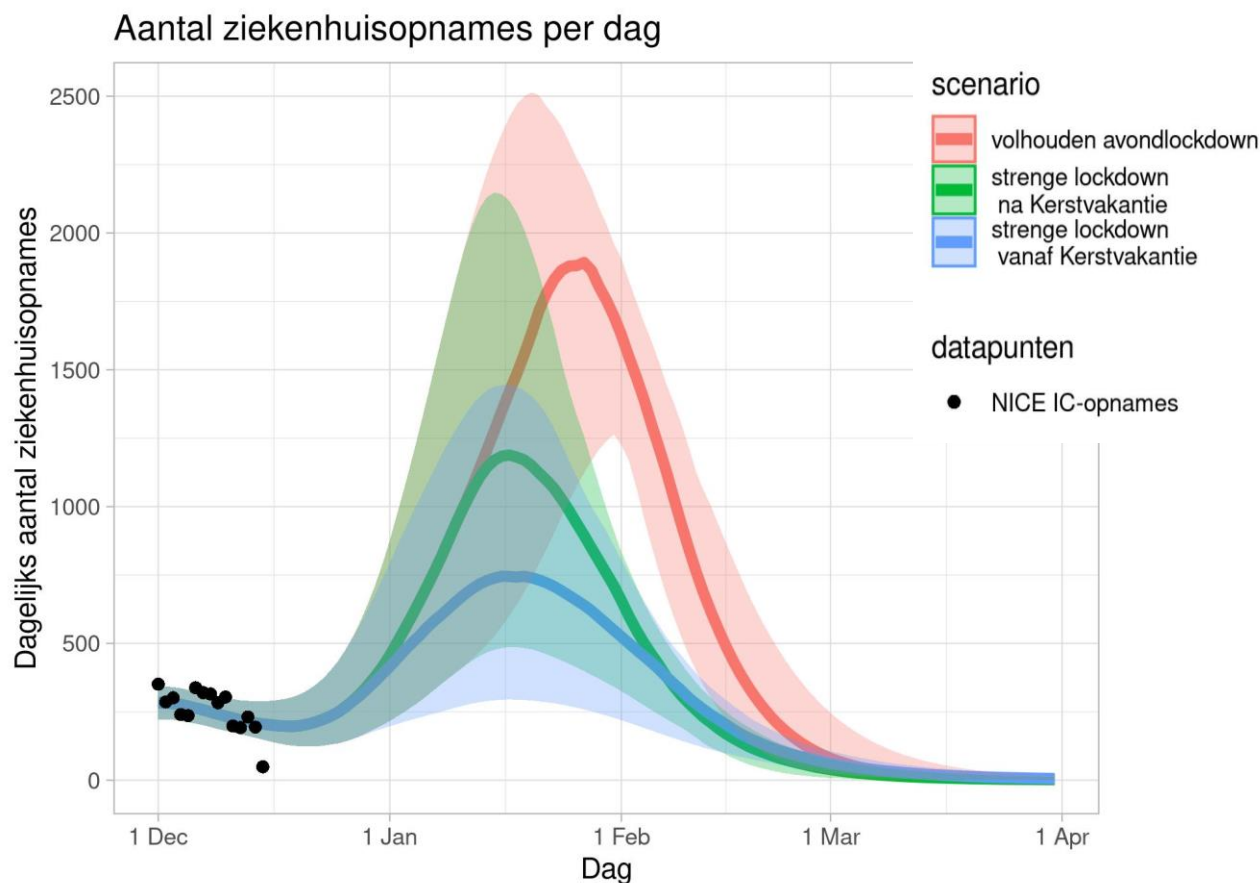 Aantal ziekenhuisopnames per dag
Dagelijks aantal ziekenhuisopnames
2500
2000
1500
1000
500
0
1 Dec
1 Jan
1 Feb
1 Mar
1 Apr
Dag
scenario
volhouden avondlockdown
strenge lockdown
na Kerstvakantie
strenge lockdown
vanaf Kerstvakantie
datapunten
NICE IC-opnames